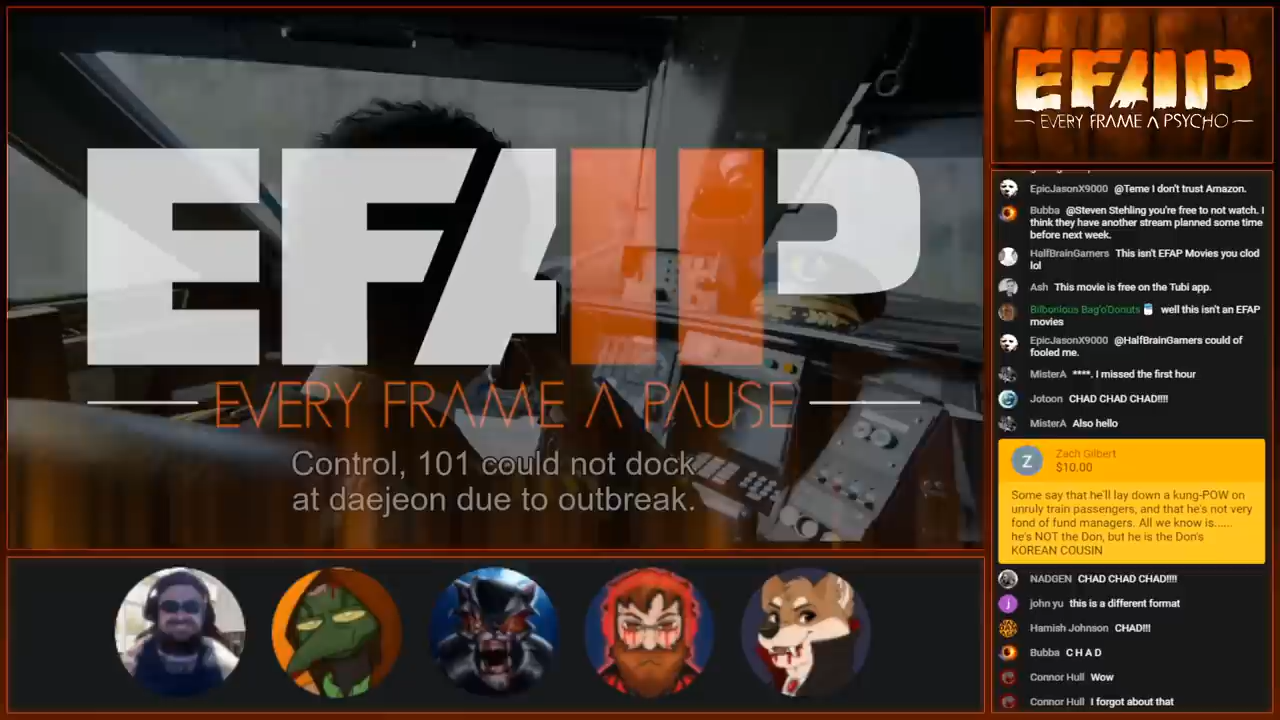 EFAP
EVERY FRAME A PAUSE
Control, 101 could not dock
at daejeon due to outbreak.
EFAP
EVERY FRAME A PSYCHO
EpicJasonX9000 @Teme I don't trust Amazon.
Bubba @Steven Stehling you're free to not watch. I
think they have another stream planned some time
before next week.
HalfBrainGamers This isn't EFAP Movies you clod
lol
Ash This movie is free on the Tubi app.
Bilbonious Bag'o'Donuts well this isn't an EFAP
movies
EpicJasonX9000 @HalfBrainGamers could of
fooled me.
MisterA ****, I missed the first hour
Jotoon CHAD CHAD CHAD!!!!
MisterA Also hello
Z
Zach Gilbert
$10.00
Some say that he'll lay down a kung-POW on
unruly train passengers, and that he's not very
fond of fund managers. All we know is......
he's NOT the Don, but he is the Don's
KOREAN COUSIN
NADGEN CHAD CHAD CHAD!!!!
j
john yu this is a different format
Hamish Johnson CHAD!!!
Bubba C H A D
Connor Hull Wow
Connor Hull I forgot about that